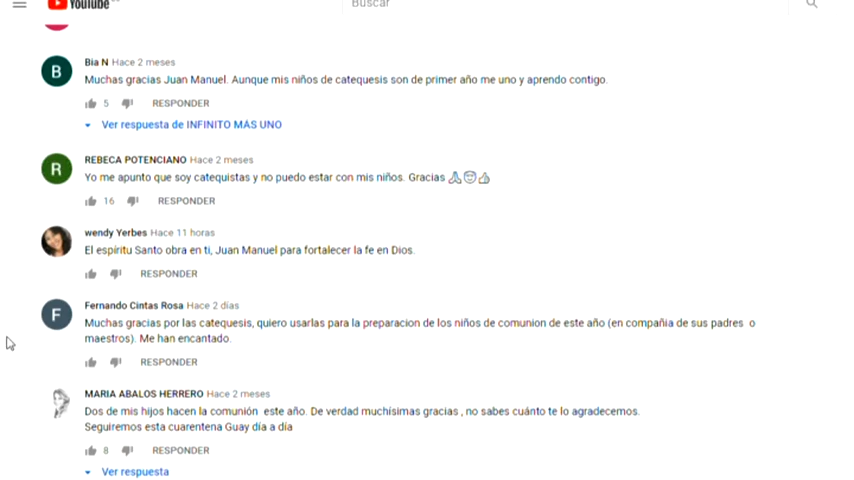 YouTube
Buscar
B
Bia N Hace 2 meses
Muchas gracias Juan Manuel. Aunque mis niños de catequesis son de primer año me uno y aprendo contigo.
5 RESPONDER
Ver respuesta de INFINITO MÁS UNO
R
REBECA POTENCIANO Hace 2 meses
Yo me apunto que soy catequistas y no puedo estar con mis niños. Gracias 🙏😇👍
16 RESPONDER
wendy Yerbes Hace 11 horas
El espíritu Santo obra en ti, Juan Manuel para fortalecer la fe en Dios.
RESPONDER
F
Fernando Cintas Rosa Hace 2 días
Muchas gracias por las catequesis, quiero usarlas para la preparacion de los niños de comunion de este año (en compañia de sus padres o
maestros). Me han encantado.
RESPONDER
MARIA ABALOS HERRERO Hace 2 meses
Dos de mis hijos hacen la comunión este año. De verdad muchísimas gracias , no sabes cuánto te lo agradecemos.
Seguiremos esta cuarentena Guay día a día
8 RESPONDER
Ver respuesta